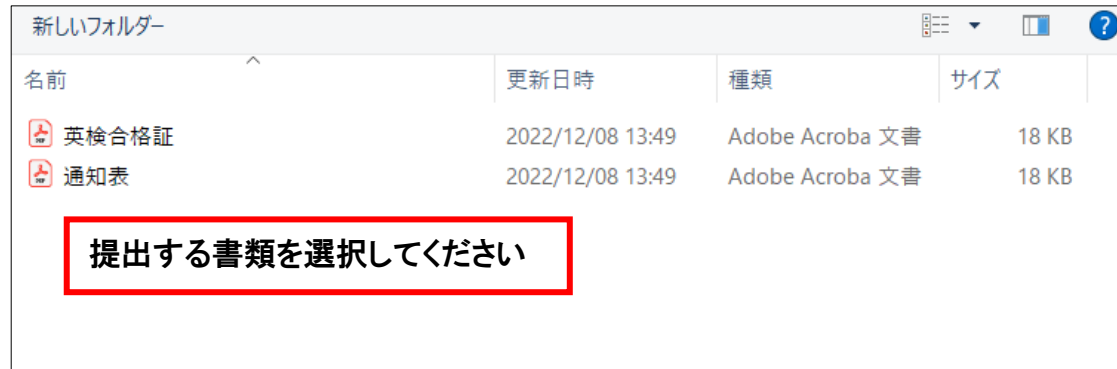 新しいフォルダー
名前 更新日時 種類 サイズ
英検合格証 2022/12/08 13:49 Adobe Acroba 文書 18 KB
通知表 2022/12/08 13:49 Adobe Acroba 文書 18 KB
提出する書類を選択してください